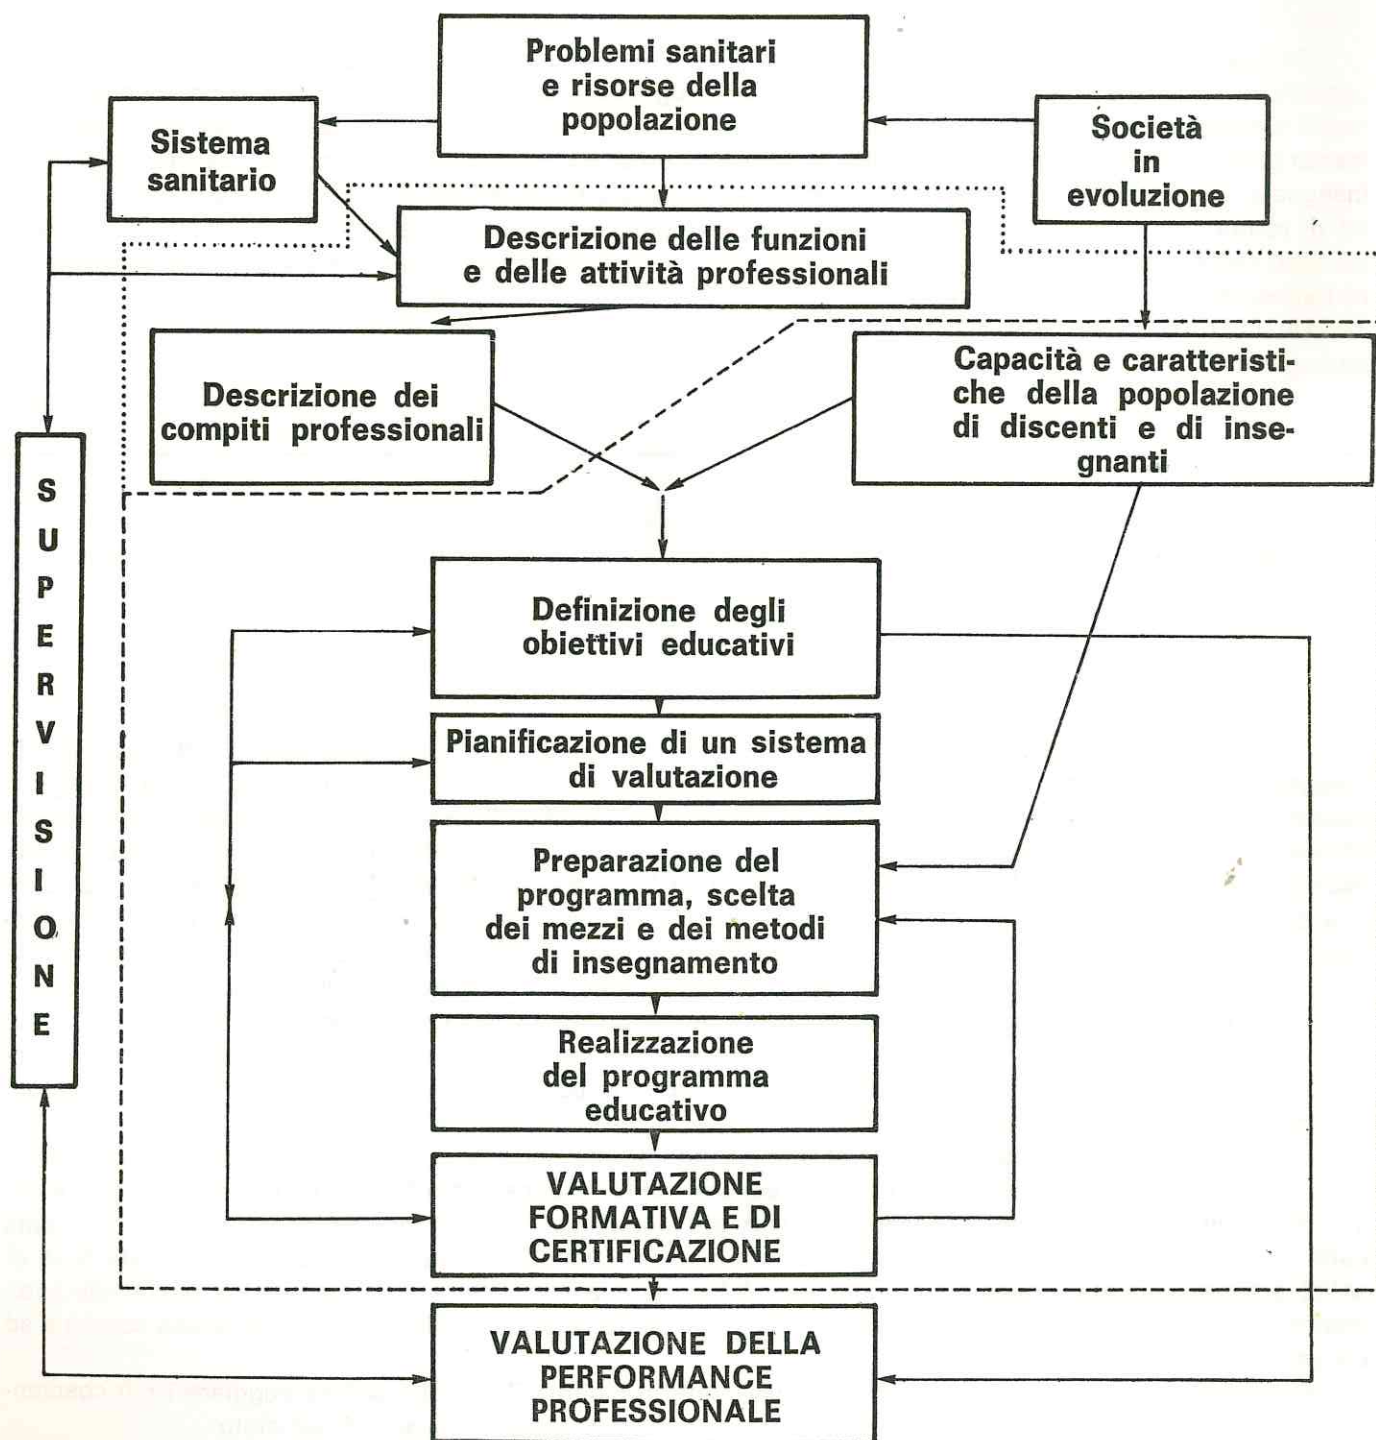 Problemi sanitari
e risorse della
popolazione
Sistema
sanitario
Società
in
evoluzione
Descrizione delle funzioni
e delle attività professionali
Descrizione dei
compiti professionali
Capacità e caratteristi-
che della popolazione
di discenti e di inse-
gnanti
S
U
P
E
R
V
I
S
I
O
N
E
Definizione degli
obiettivi educativi
Pianificazione di un sistema
di valutazione
Preparazione del
programma, scelta
dei mezzi e dei metodi
di insegnamento
Realizzazione
del programma
educativo
VALUTAZIONE
FORMATIVA E DI
CERTIFICAZIONE
VALUTAZIONE DELLA
PERFORMANCE
PROFESSIONALE